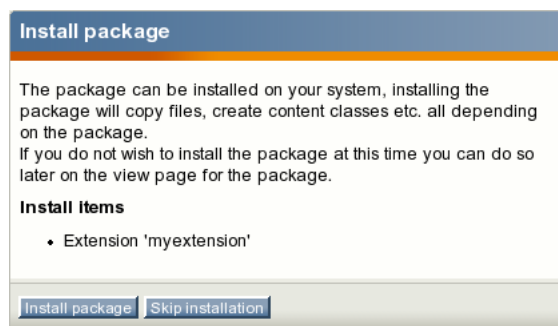 Install package
The package can be installed on your system, installing the
package will copy files, create content classes etc. all depending
on the package.
If you do not wish to install the package at this time you can do so
later on the view page for the package.
Install items
• Extension 'myextension'
Install package Skip installation